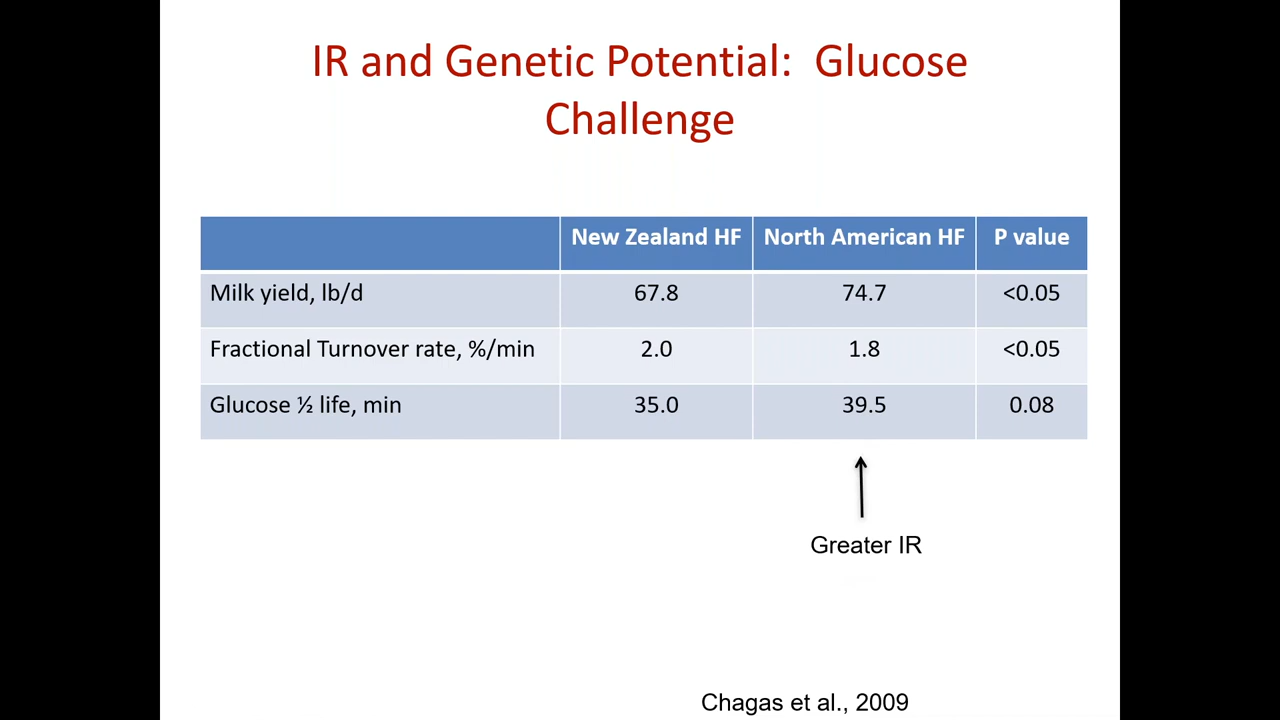 IR and Genetic Potential: Glucose
Challenge
New Zealand HF North American HF P value
Milk yield, lb/d 67.8 74.7 <0.05
Fractional Turnover rate, %/min 2.0 1.8 <0.05
Glucose ½ life, min 35.0 39.5 0.08
Greater IR
Chagas et al., 2009